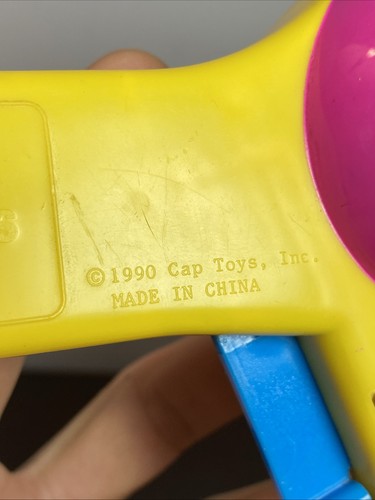 © 1990 Cap Toys, Inc.
MADE IN CHINA